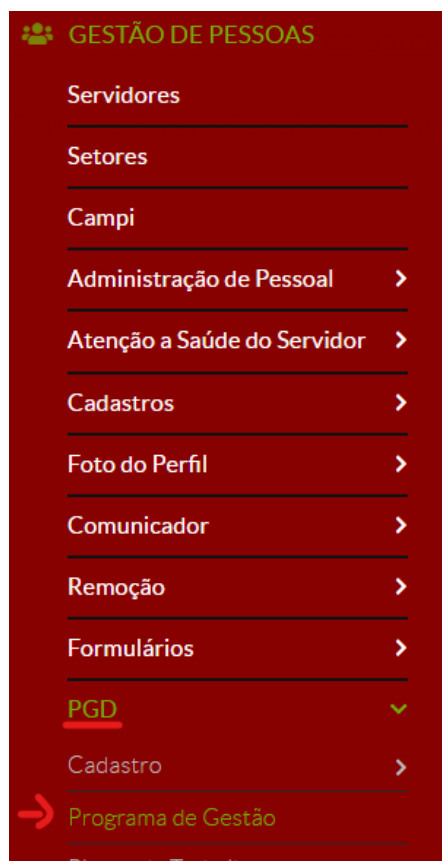 GESTÃO DE PESSOAS
Servidores
Setores
Campi
Administração de Pessoal
Atenção a Saúde do Servidor
Cadastros
Foto do Perfil
Comunicador
Remoção
Formulários
PGD
Cadastro
Programa de Gestão